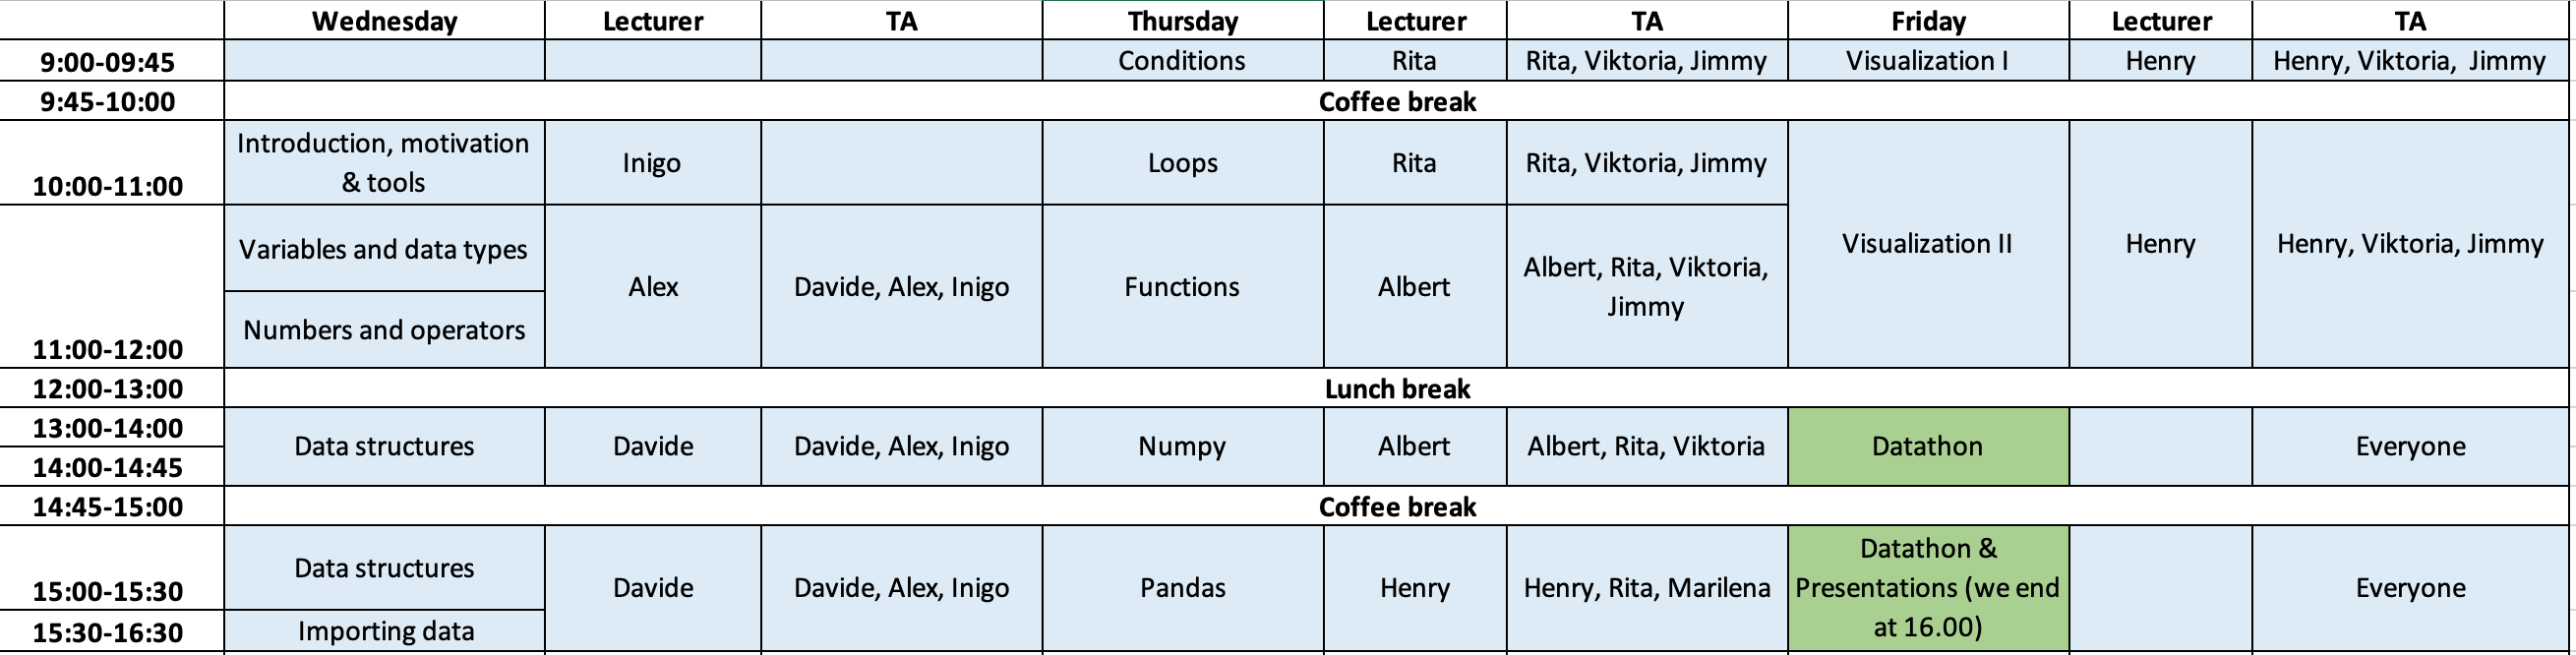 Wednesday Lecturer TA Thursday Lecturer TA Friday Lecturer TA
9:00-09:45 Conditions Rita Rita, Viktoria, Jimmy Visualization I Henry Henry, Viktoria, Jimmy
9:45-10:00 Coffee break
10:00-11:00
Introduction, motivation
& tools
Inigo
Loops
Rita
Rita, Viktoria, Jimmy
Visualization II
Henry
Henry, Viktoria, Jimmy
11:00-12:00
Variables and data types
Numbers and operators
Alex
Davide, Alex, Inigo
Functions
Albert
Albert, Rita, Viktoria,
Jimmy
12:00-13:00 Lunch break
13:00-14:00
14:00-14:45
Data structures
Davide
Davide, Alex, Inigo
Numpy
Albert
Albert, Rita, Viktoria
Datathon
Everyone
14:45-15:00 Coffee break
15:00-15:30
15:30-16:30
Data structures
Importing data
Davide
Davide, Alex, Inigo
Pandas
Henry
Henry, Rita, Marilena
Datathon &
Presentations (we end
at 16.00)
Everyone